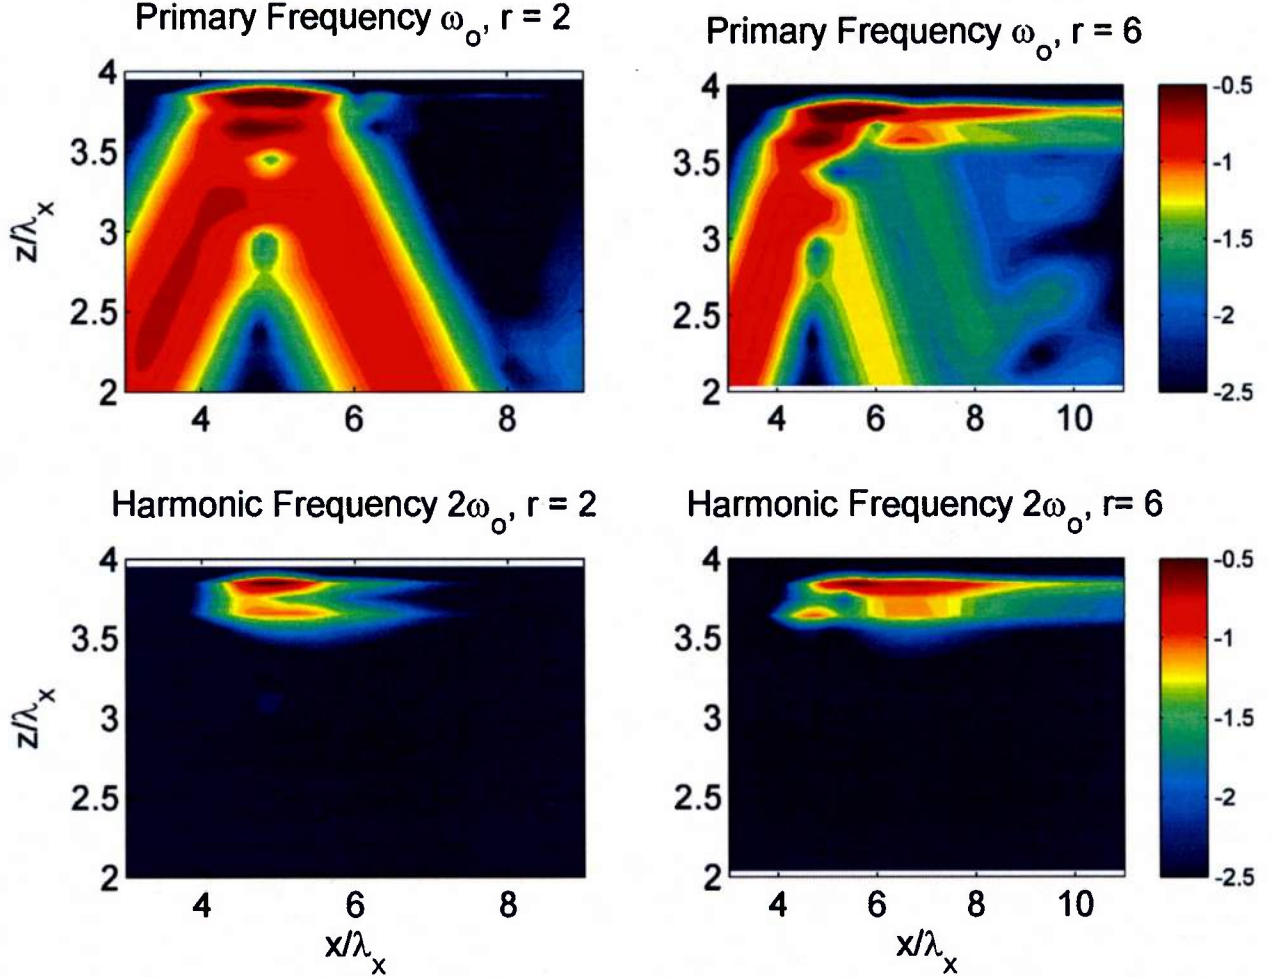 Primary Frequency ωo, r = 2
Primary Frequency ωo, r = 6
4
3.5
3
2.5
2
z/λx
4 6 8
4
3.5
3
2.5
2
4 6 8 10
-0.5
-1
-1.5
-2
-2.5
Harmonic Frequency 2ωo, r = 2
Harmonic Frequency 2ωo, r= 6
4
3.5
3
2.5
2
z/λx
4 6 8
x/λx
4
3.5
3
2.5
2
4 6 8 10
x/λx
-0.5
-1
-1.5
-2
-2.5